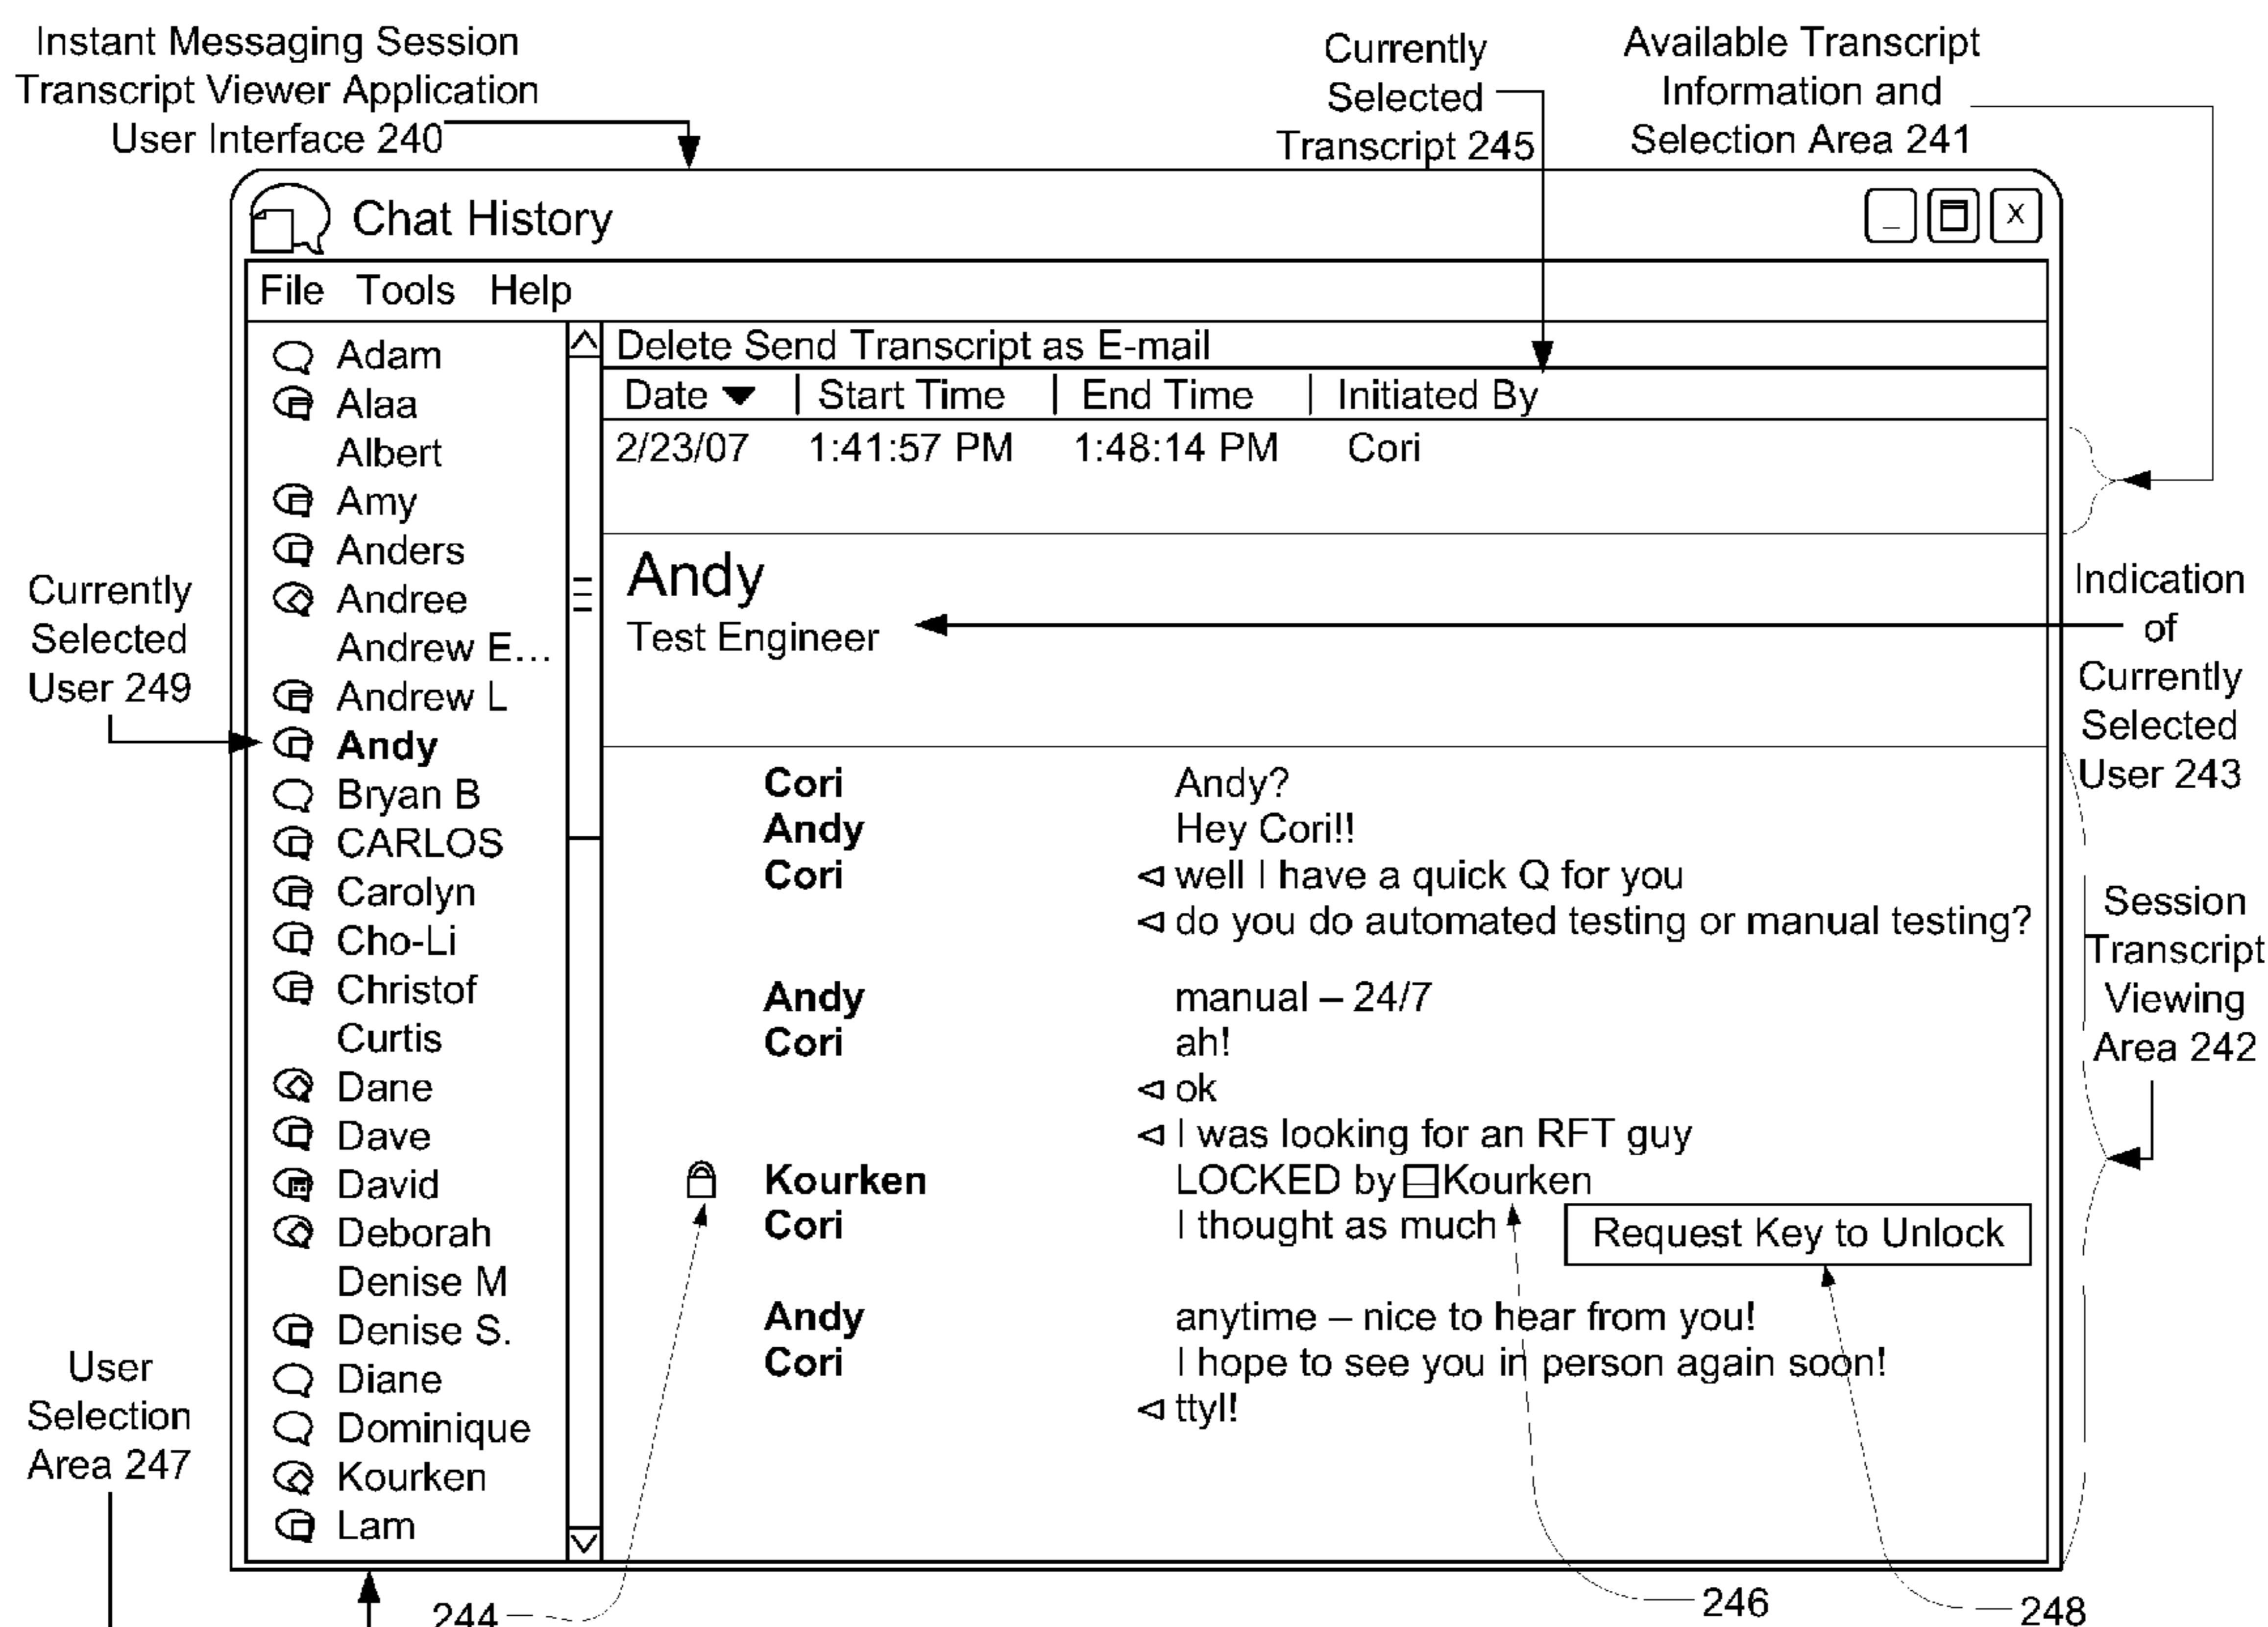 Instant Messaging Session
Transcript Viewer Application
User Interface 240
Currently
Selected
Transcript 245
Available Transcript
Information and
Selection Area 241
Chat History
_ X
File Tools Help
Adam
Alaa
Albert
Amy
Anders
Andree
Andrew E...
Andrew L
Andy
Bryan B
CARLOS
Carolyn
Cho-Li
Christof
Curtis
Dane
Dave
David
Deborah
Denise M
Denise S.
Diane
Dominique
Kourken
Lam
Delete Send Transcript as E-mail
Date | Start Time | End Time | Initiated By
2/23/07 1:41:57 PM 1:48:14 PM Cori
Andy
Test Engineer
Cori Andy?
Andy Hey Cori!!
Cori well I have a quick Q for you
do you do automated testing or manual testing?
Andy manual – 24/7
Cori ah!
ok
I was looking for an RFT guy
Kourken LOCKED by Kourken
Cori I thought as much
Request Key to Unlock
Andy anytime – nice to hear from you!
Cori I hope to see you in person again soon!
ttyl!
Currently
Selected
User 249
User
Selection
Area 247
Indication
of
Currently
Selected
User 243
Session
Transcript
Viewing
Area 242
244
246
248